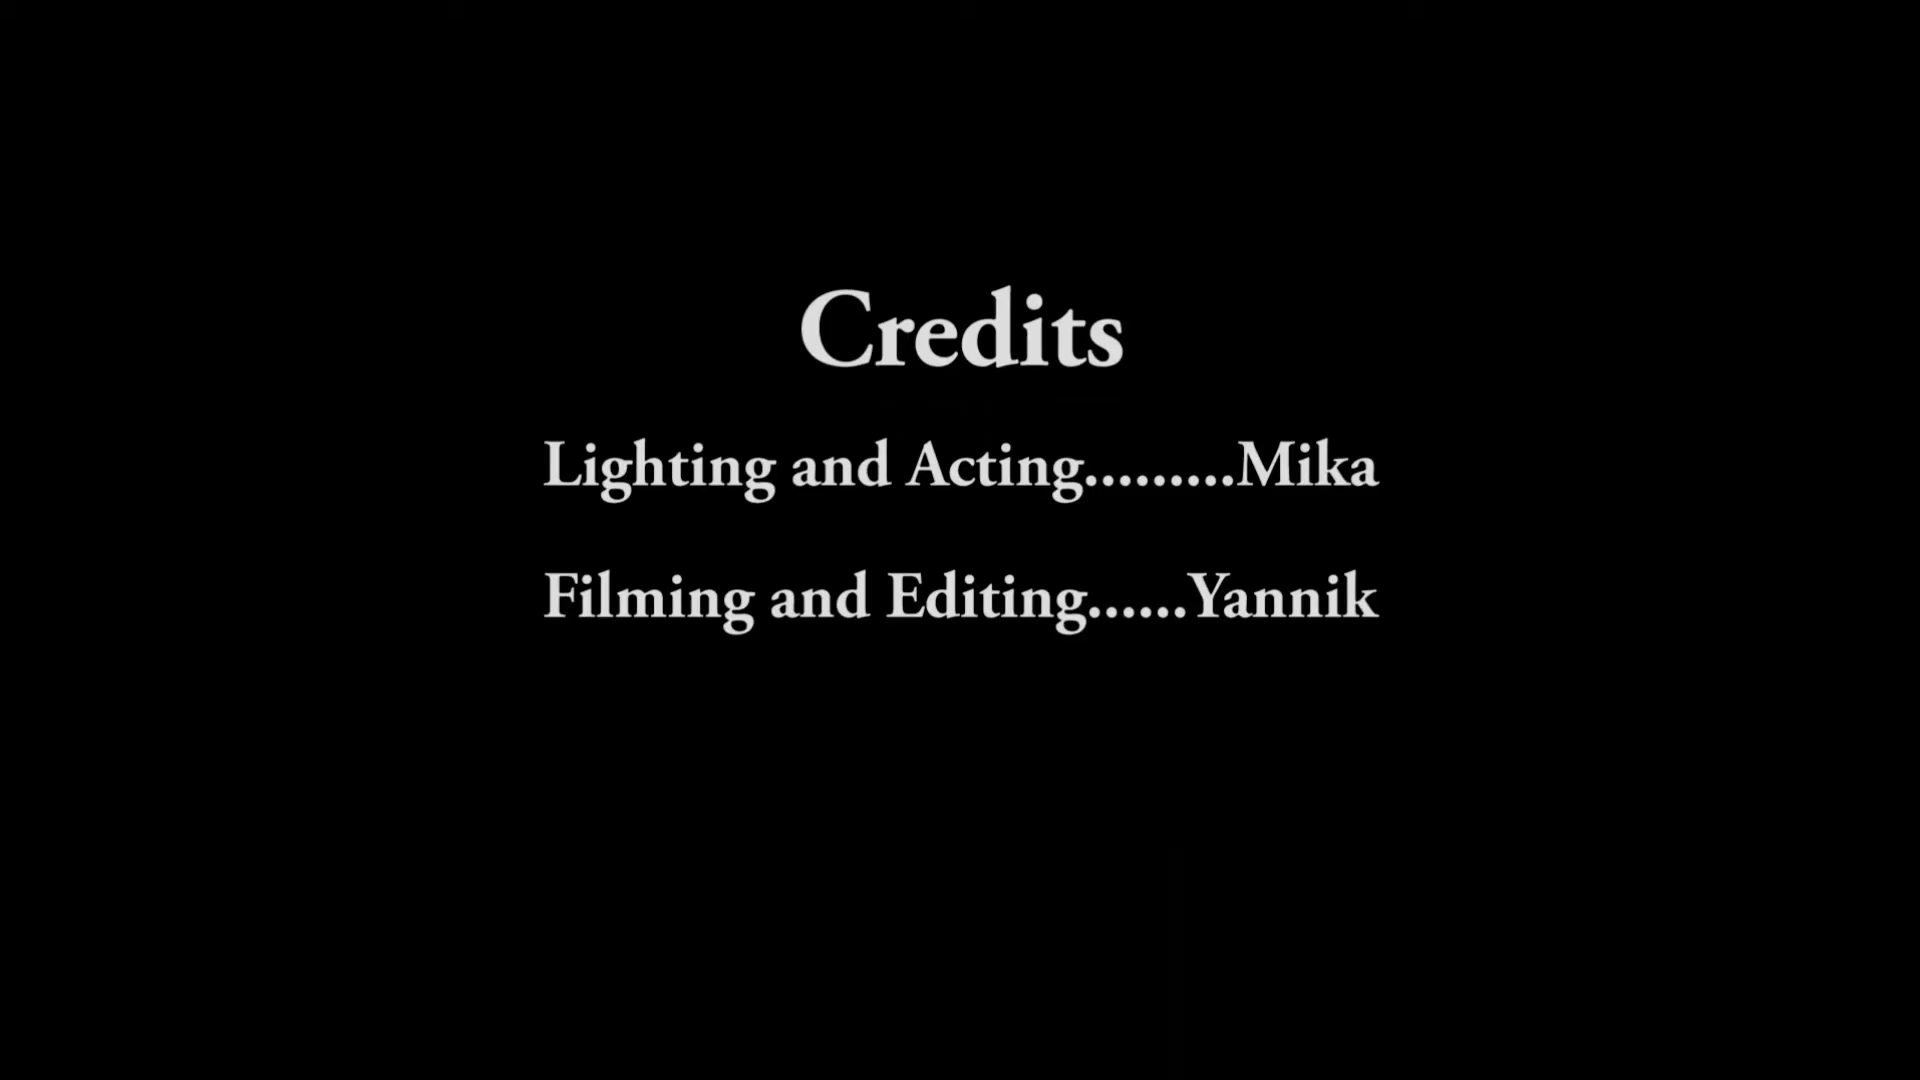 Credits
Lighting and Acting.........Mika
Filming and Editing......Yannik